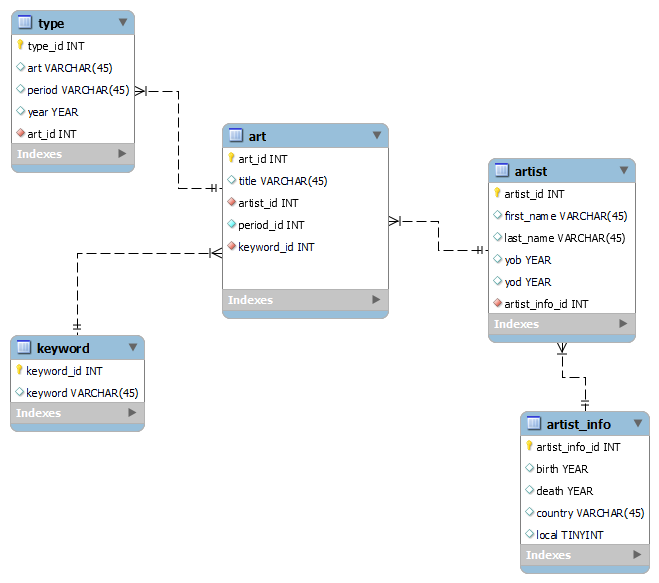 type
type_id INT
art VARCHAR(45)
period VARCHAR(45)
year YEAR
art_id INT
Indexes
art
art_id INT
title VARCHAR(45)
artist_id INT
period_id INT
keyword_id INT
Indexes
artist
artist_id INT
first_name VARCHAR(45)
last_name VARCHAR(45)
yob YEAR
yod YEAR
artist_info_id INT
Indexes
keyword
keyword_id INT
keyword VARCHAR(45)
Indexes
artist_info
artist_info_id INT
birth YEAR
death YEAR
country VARCHAR(45)
local TINYINT
Indexes